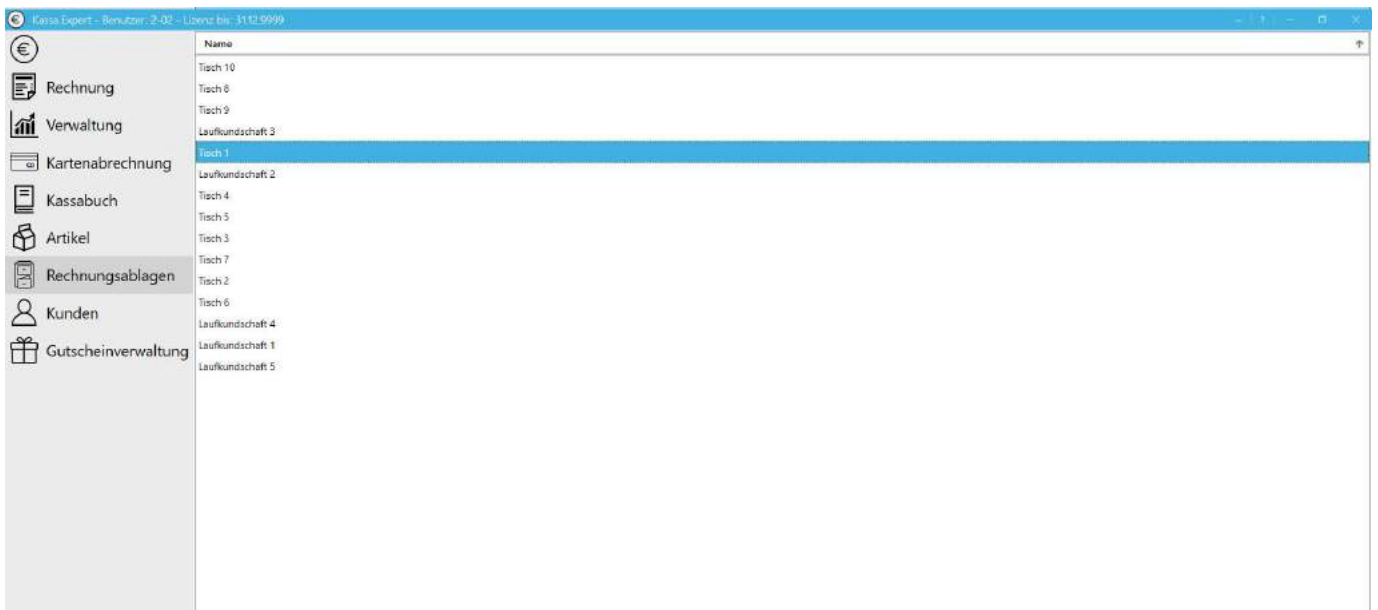 Kassa.Expert - Benutzer: 2-02 - Lizenz bis: 31.12.9999
Name
Rechnung
Verwaltung
Kartenabrechnung
Kassabuch
Artikel
Rechnungsablagen
Kunden
Gutscheinverwaltung
Tisch 10
Tisch 8
Tisch 9
Laufkundschaft 3
Tisch 1
Laufkundschaft 2
Tisch 4
Tisch 5
Tisch 3
Tisch 7
Tisch 2
Tisch 6
Laufkundschaft 4
Laufkundschaft 1
Laufkundschaft 5